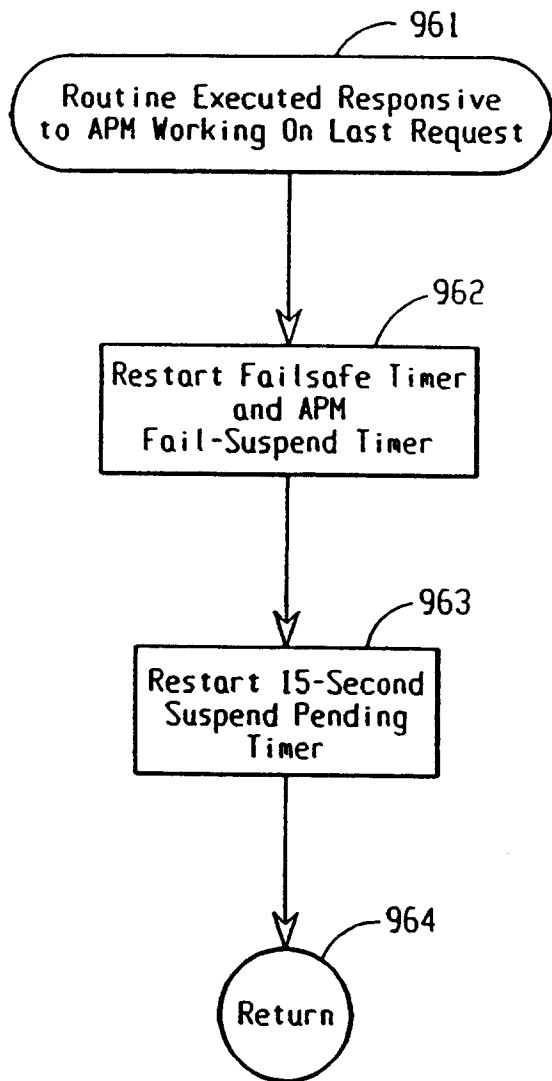 961
Routine Executed Responsive
to APM Working On Last Request
962
Restart Failsafe Timer
and APM
Fail-Suspend Timer
963
Restart 15-Second
Suspend Pending
Timer
964
Return